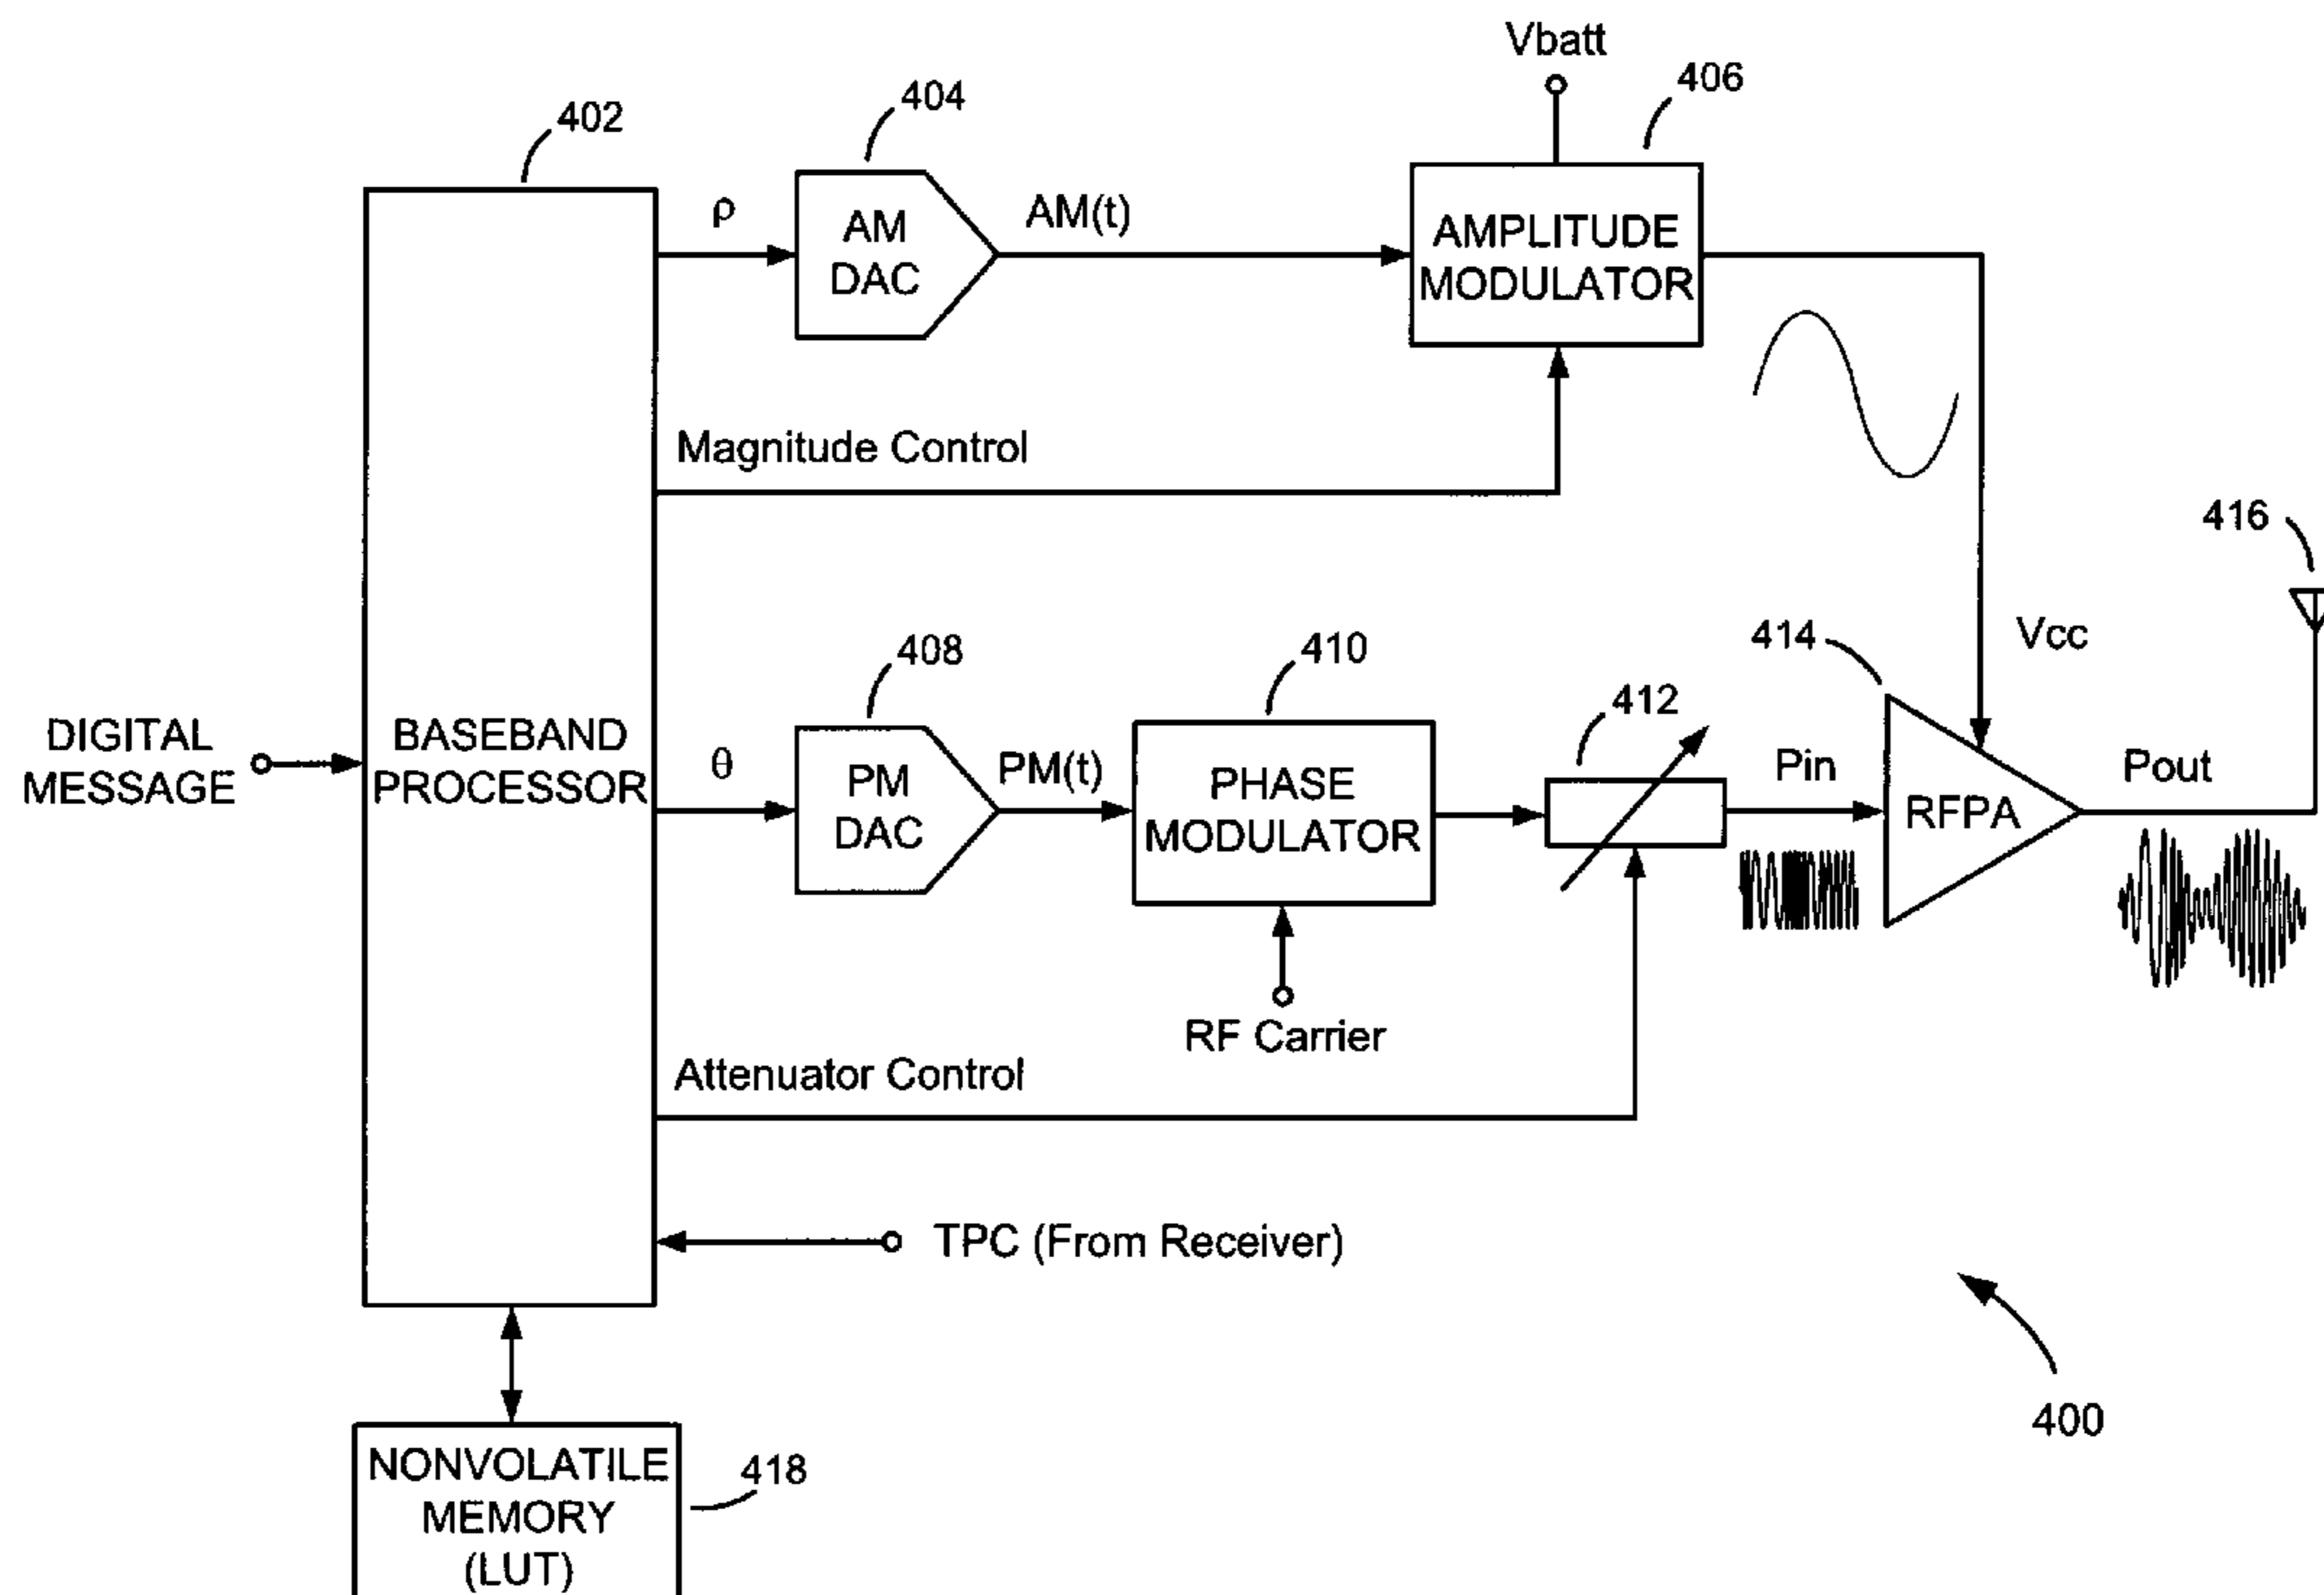 Vbatt
402
404
406
ρ
AM
DAC
AM(t)
AMPLITUDE
MODULATOR
Magnitude Control
416
408
410
412
414
Vcc
DIGITAL
MESSAGE
BASEBAND
PROCESSOR
θ
PM
DAC
PM(t)
PHASE
MODULATOR
Pin
RFPA
Pout
RF Carrier
Attenuator Control
TPC (From Receiver)
400
NONVOLATILE
MEMORY
(LUT)
418